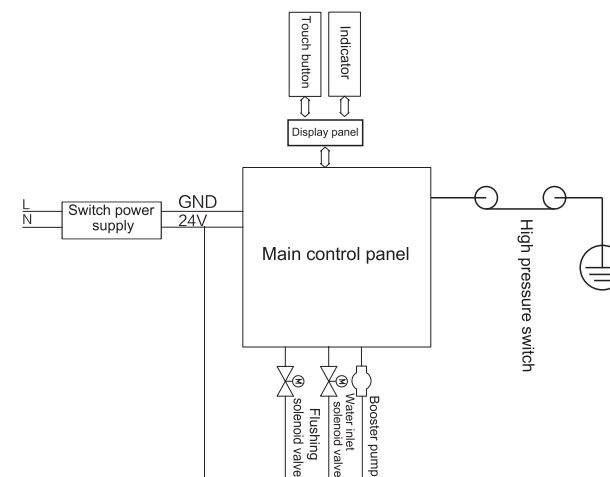 Touch button
Indicator
Display panel
L
N
Switch power
supply
GND
24V
Main control panel
High pressure switch
M
M
Flushing
solenoid valve
Water inlet
solenoid valve
Booster pump